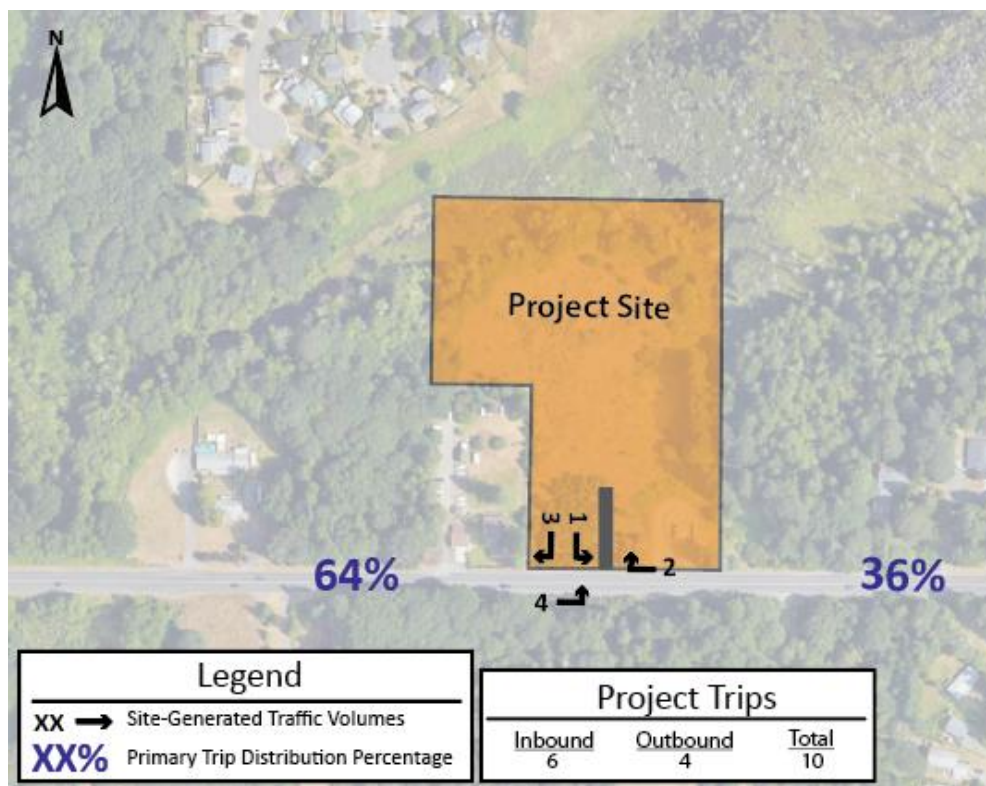 N
Project Site
3 1
2
64% 36%
4
Legend
XX Site-Generated Traffic Volumes
XX% Primary Trip Distribution Percentage
Project Trips
Inbound Outbound Total
6 4 10